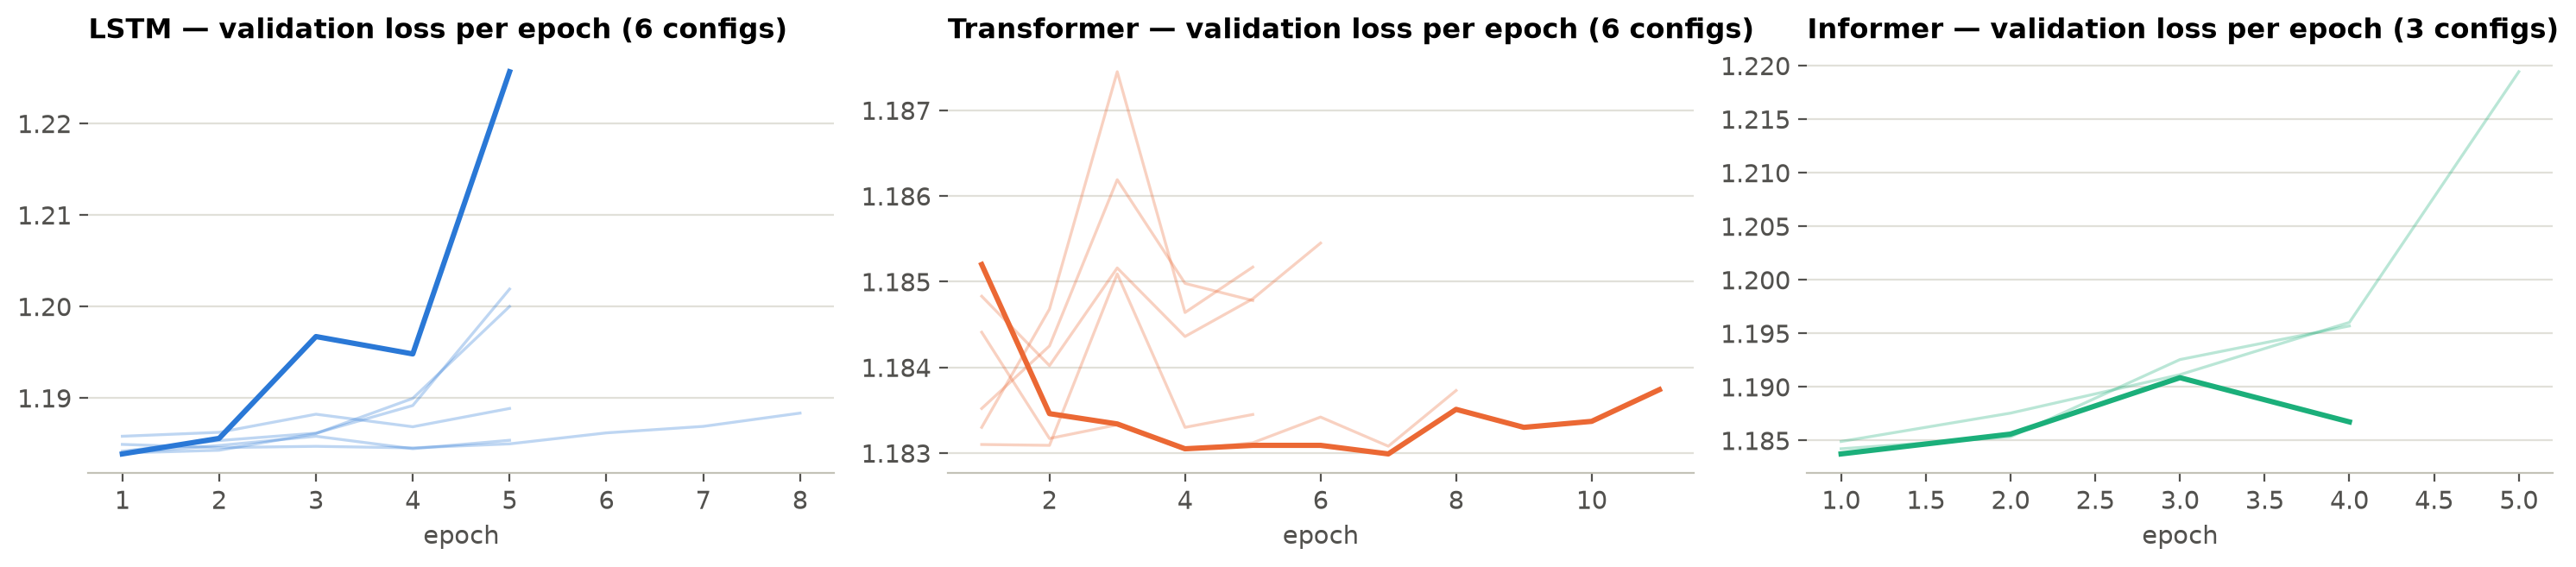 LSTM — validation loss per epoch (6 configs)
1.22
1.21
1.20
1.19
1 2 3 4 5 6 7 8
epoch
Transformer — validation loss per epoch (6 configs)
1.187
1.186
1.185
1.184
1.183
2 4 6 8 10
epoch
Informer — validation loss per epoch (3 configs)
1.220
1.215
1.210
1.205
1.200
1.195
1.190
1.185
1.0 1.5 2.0 2.5 3.0 3.5 4.0 4.5 5.0
epoch